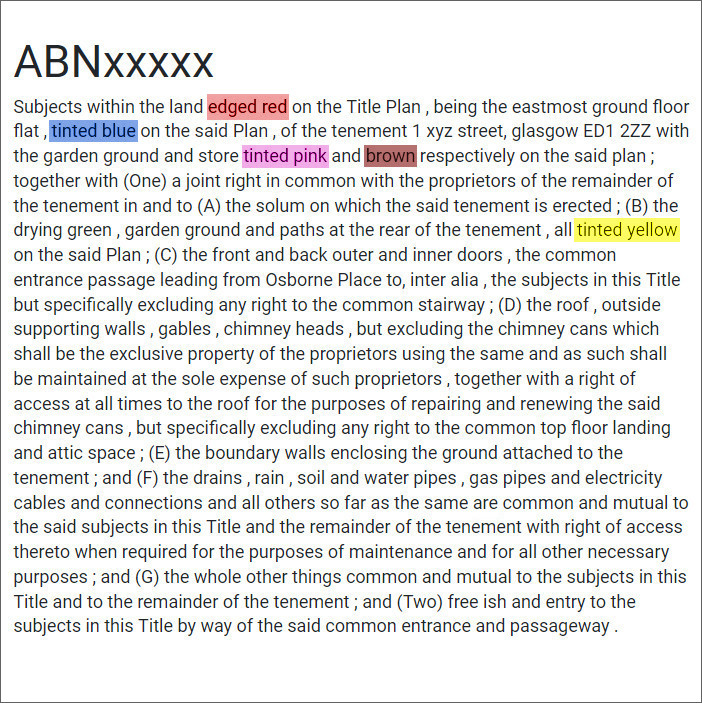 ABNxxxxx
Subjects within the land edged red on the Title Plan , being the eastmost ground floor
flat , tinted blue on the said Plan , of the tenement 1 xyz street, glasgow ED1 2ZZ with
the garden ground and store tinted pink and brown respectively on the said plan ;
together with (One) a joint right in common with the proprietors of the remainder of
the tenement in and to (A) the solum on which the said tenement is erected ; (B) the
drying green , garden ground and paths at the rear of the tenement , all tinted yellow
on the said Plan ; (C) the front and back outer and inner doors , the common
entrance passage leading from Osborne Place to, inter alia , the subjects in this Title
but specifically excluding any right to the common stairway ; (D) the roof , outside
supporting walls , gables , chimney heads , but excluding the chimney cans which
shall be the exclusive property of the proprietors using the same and as such shall
be maintained at the sole expense of such proprietors , together with a right of
access at all times to the roof for the purposes of repairing and renewing the said
chimney cans , but specifically excluding any right to the common top floor landing
and attic space ; (E) the boundary walls enclosing the ground attached to the
tenement ; and (F) the drains , rain , soil and water pipes , gas pipes and electricity
cables and connections and all others so far as the same are common and mutual to
the said subjects in this Title and the remainder of the tenement with right of access
thereto when required for the purposes of maintenance and for all other necessary
purposes ; and (G) the whole other things common and mutual to the subjects in this
Title and to the remainder of the tenement ; and (Two) free ish and entry to the
subjects in this Title by way of the said common entrance and passageway .